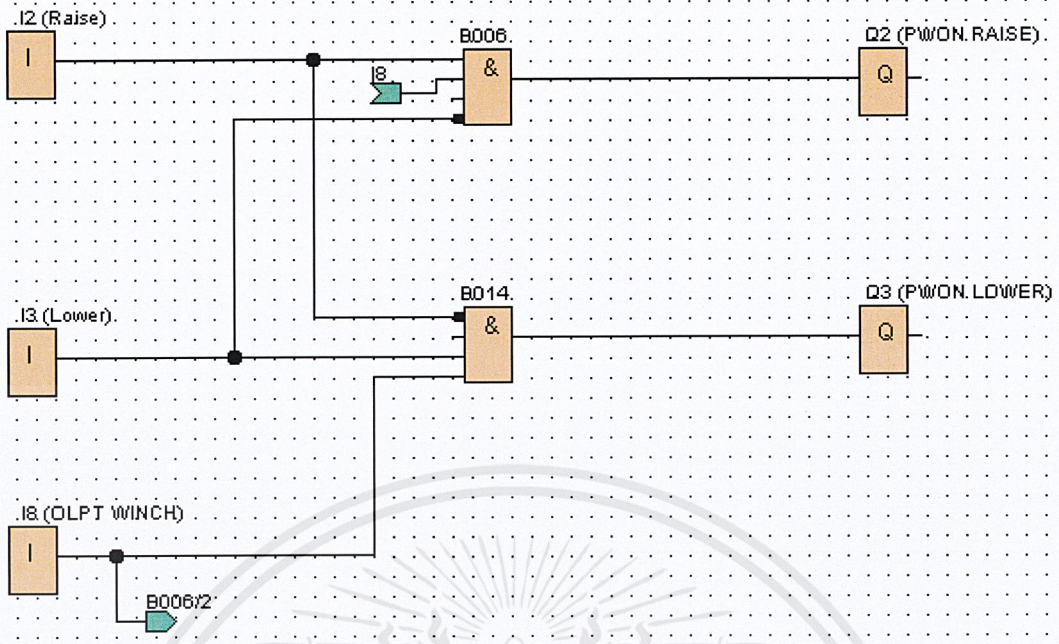 I2 (Raise)
I
I8
B006
&
Q2 (PWON.RAISE)
Q
I3 (Lower)
I
B014
&
Q3 (PWON.LOWER)
Q
I8 (OLPT WINCH)
I
B006/2